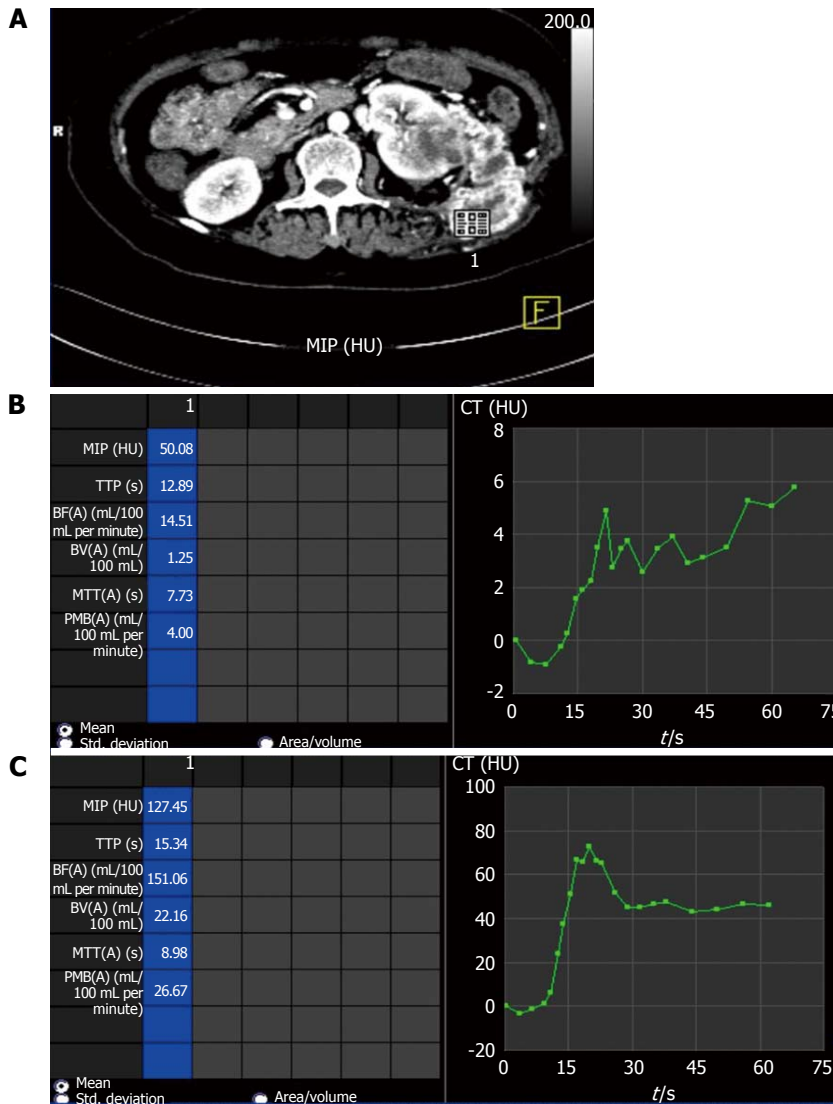 A
200.0
R
1
F
MIP (HU)
B
1
MIP (HU) 50.08
TTP (s) 12.89
BF(A) (mL/100
mL per minute) 14.51
BV(A) (mL/
100 mL) 1.25
MTT(A) (s) 7.73
PMB(A) (mL/
100 mL per
minute) 4.00
Mean
Std. deviation
Area/volume
CT (HU)
8
6
4
2
0
-2
0 15 30 45 60 75
t/s
C
1
MIP (HU) 127.45
TTP (s) 15.34
BF(A) (mL/100
mL per minute) 151.06
BV(A) (mL/
100 mL) 22.16
MTT(A) (s) 8.98
PMB(A) (mL/
100 mL per
minute) 26.67
Mean
Std. deviation
Area/volume
CT (HU)
100
80
60
40
20
0
-20
0 15 30 45 60 75
t/s